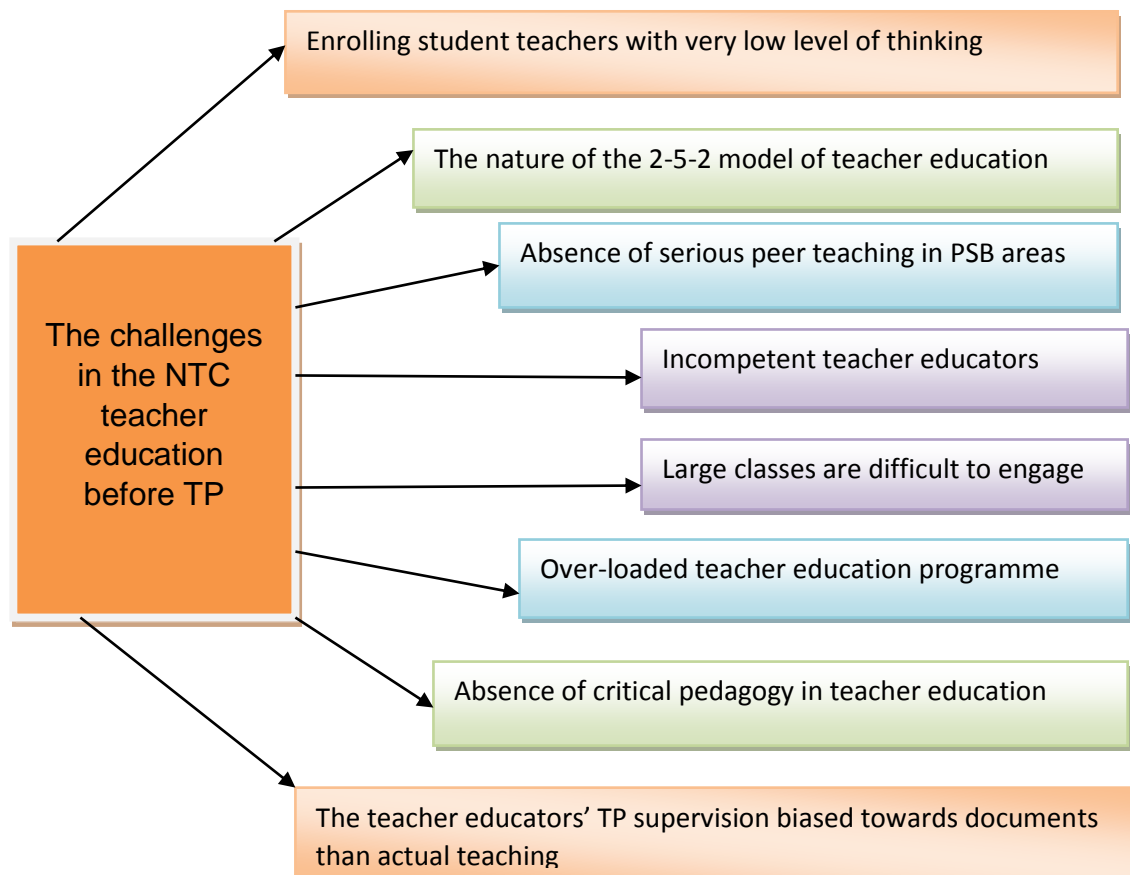 Enrolling student teachers with very low level of thinking
The nature of the 2-5-2 model of teacher education
Absence of serious peer teaching in PSB areas
The challenges
in the NTC
teacher
education
before TP
Incompetent teacher educators
Large classes are difficult to engage
Over-loaded teacher education programme
Absence of critical pedagogy in teacher education
The teacher educators’ TP supervision biased towards documents
than actual teaching